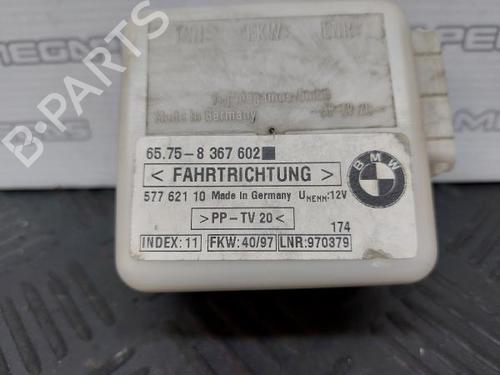 Made in Germany
65.75-8 367 602
< FAHRTRICHTUNG >
BMW
577 621 10 Made in Germany UNENN:12V
>PP-TV 20<
174
INDEX: 11 FKW: 40/97 LNR:970379
B-PARTS